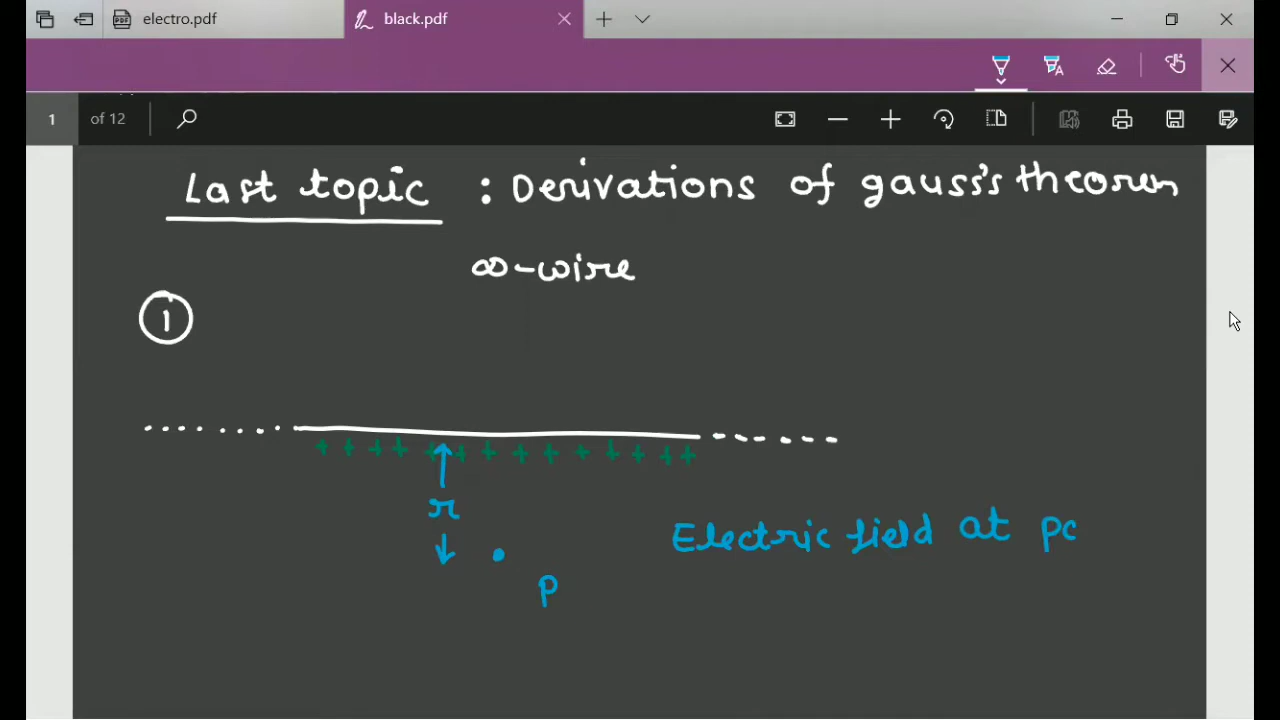 electro.pdf
black.pdf
1 of 12
Last topic : Derivations of gauss's theorem
∞-wire
1
+ + + + + + + + + + + + + +
r
Electric field at pc
p